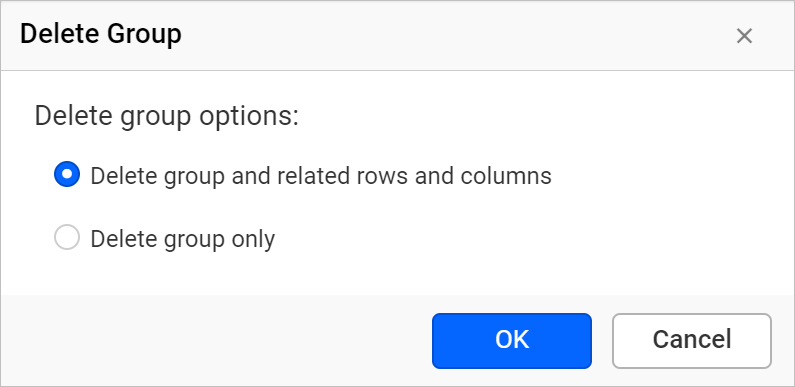 Delete Group
Delete group options:
Delete group and related rows and columns
Delete group only
OK
Cancel